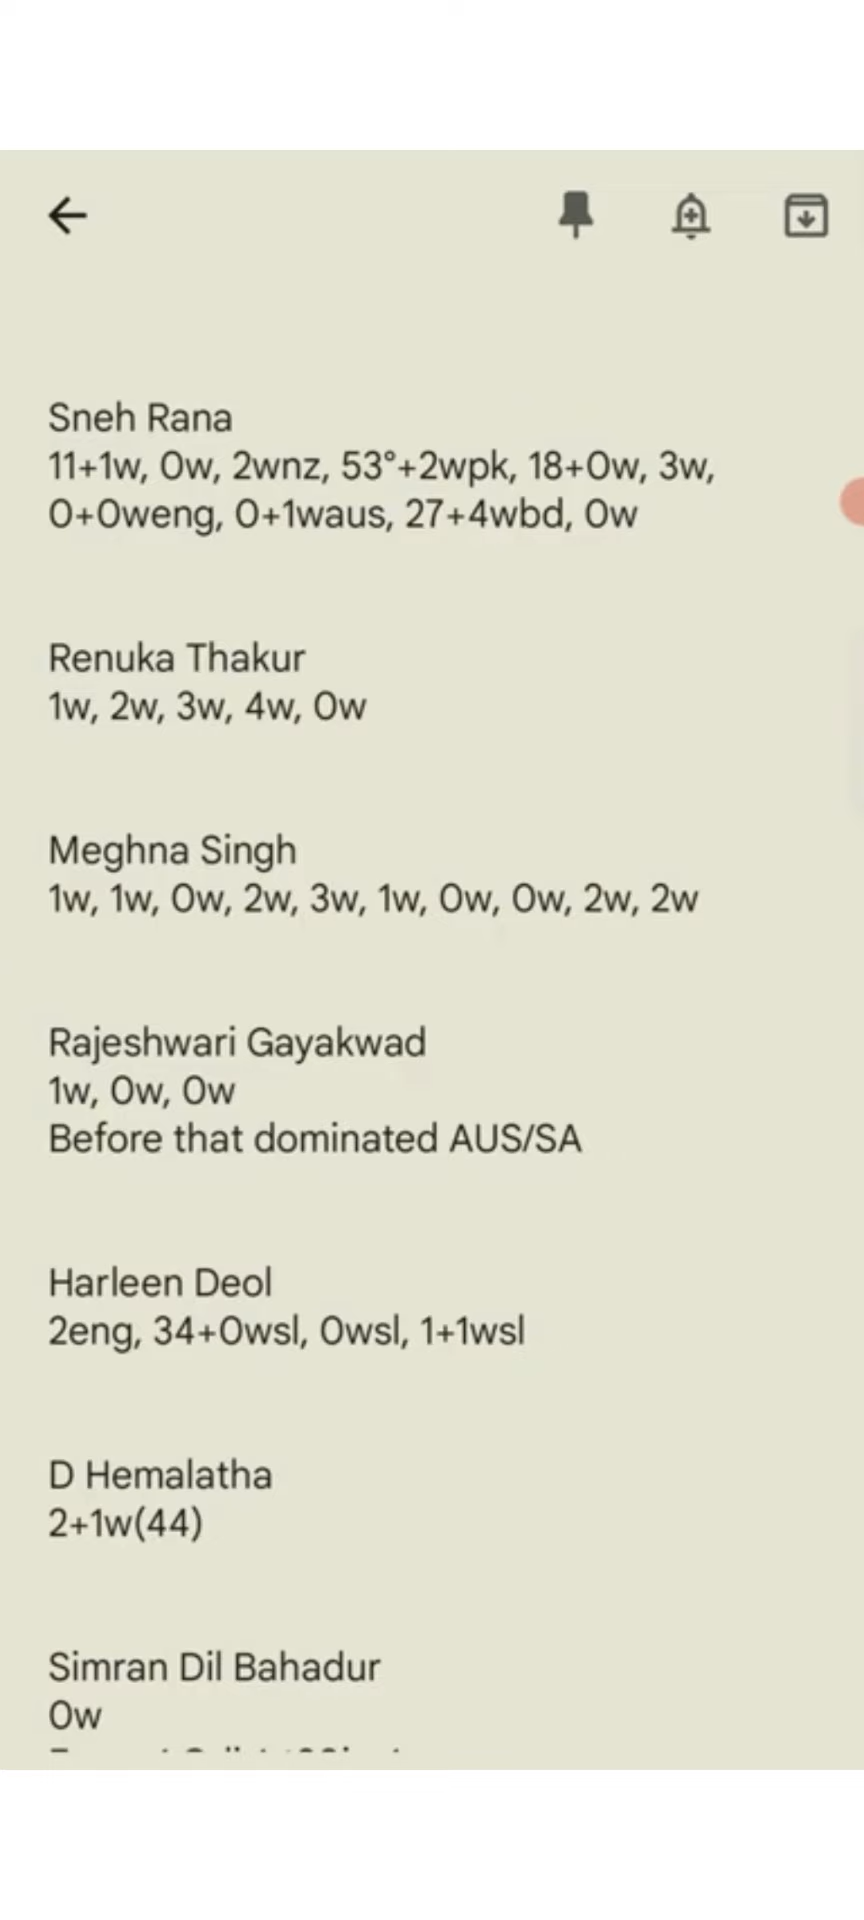 Sneh Rana
11+1w, 0w, 2wnz, 53°+2wpk, 18+0w, 3w,
0+0weng, 0+1waus, 27+4wbd, 0w
Renuka Thakur
1w, 2w, 3w, 4w, 0w
Meghna Singh
1w, 1w, 0w, 2w, 3w, 1w, 0w, 0w, 2w, 2w
Rajeshwari Gayakwad
1w, 0w, 0w
Before that dominated AUS/SA
Harleen Deol
2eng, 34+0wsl, 0wsl, 1+1wsl
D Hemalatha
2+1w(44)
Simran Dil Bahadur
0w